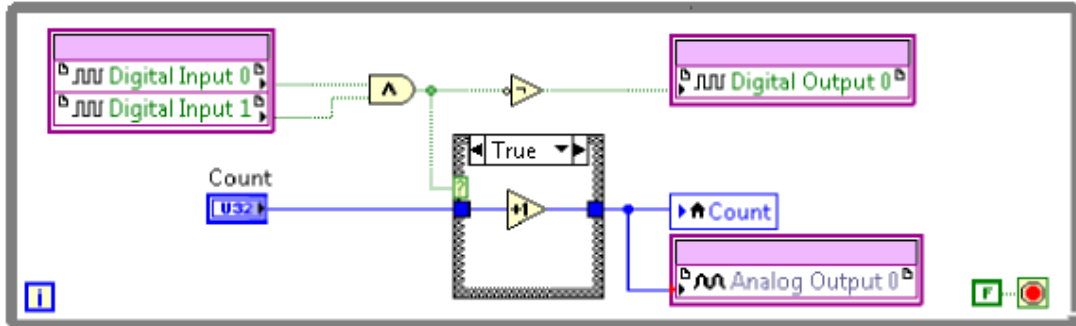 Digital Input 0
Digital Input 1
Digital Output 0
True
?
Count
U32
+1
Count
Analog Output 0
i
F